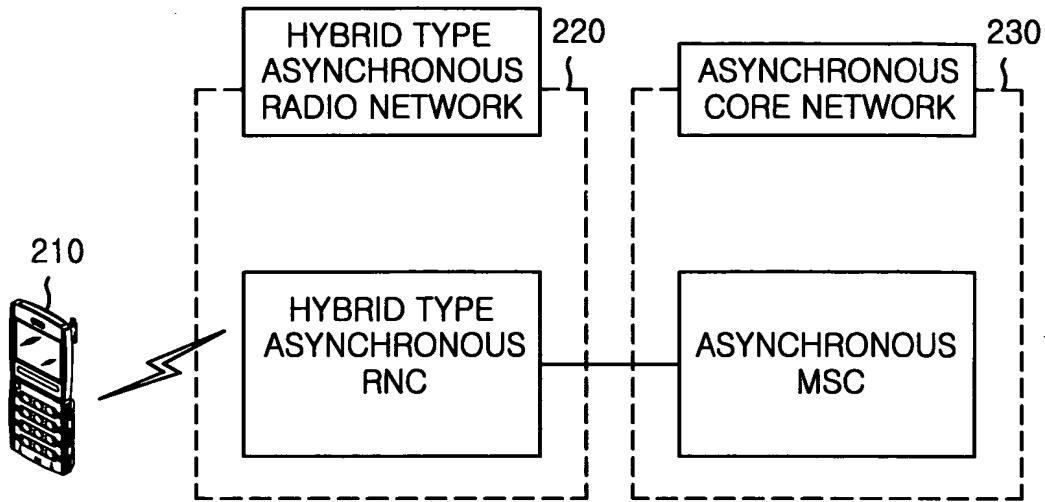 HYBRID TYPE
ASYNCHRONOUS
RADIO NETWORK
220
ASYNCHRONOUS
CORE NETWORK
230
210
HYBRID TYPE
ASYNCHRONOUS
RNC
ASYNCHRONOUS
MSC